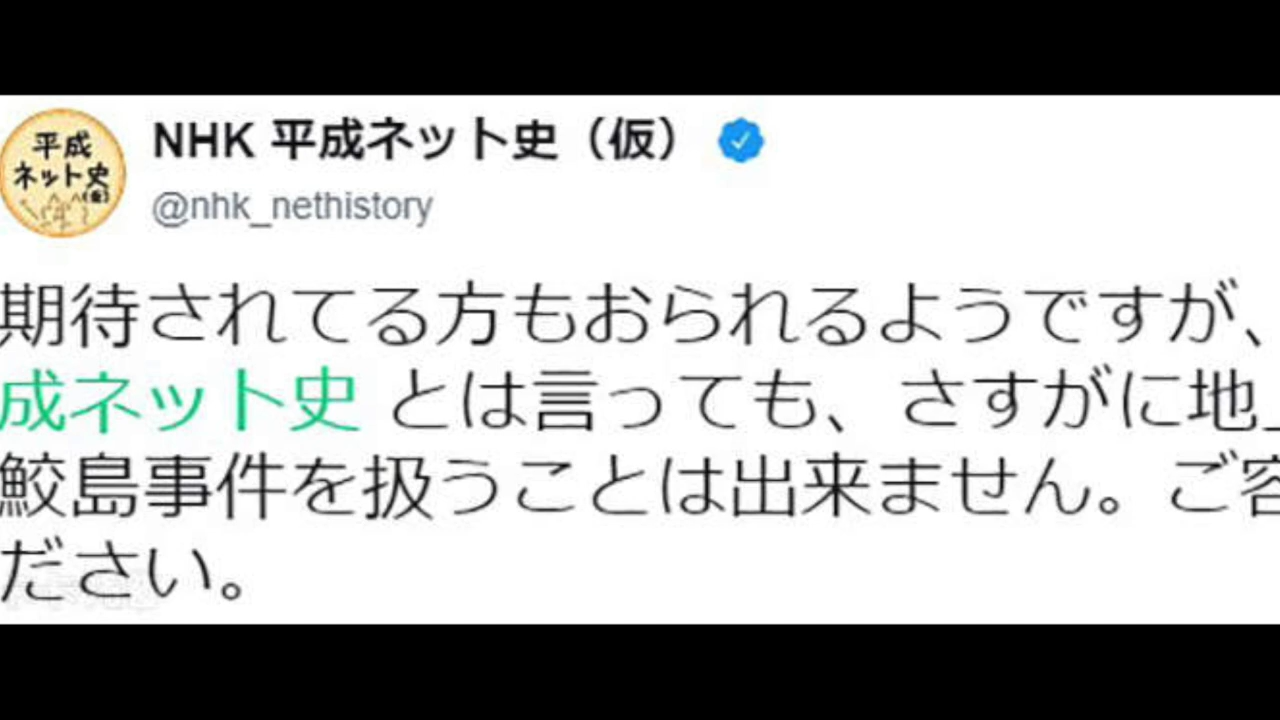 平成
ネット史
(仮)
NHK 平成ネット史（仮）
@nhk_nethistory
期待されてる方もおられるようですが、
成ネット史 とは言っても、さすがに地
鮫島事件を扱うことは出来ません。ご容
ださい。